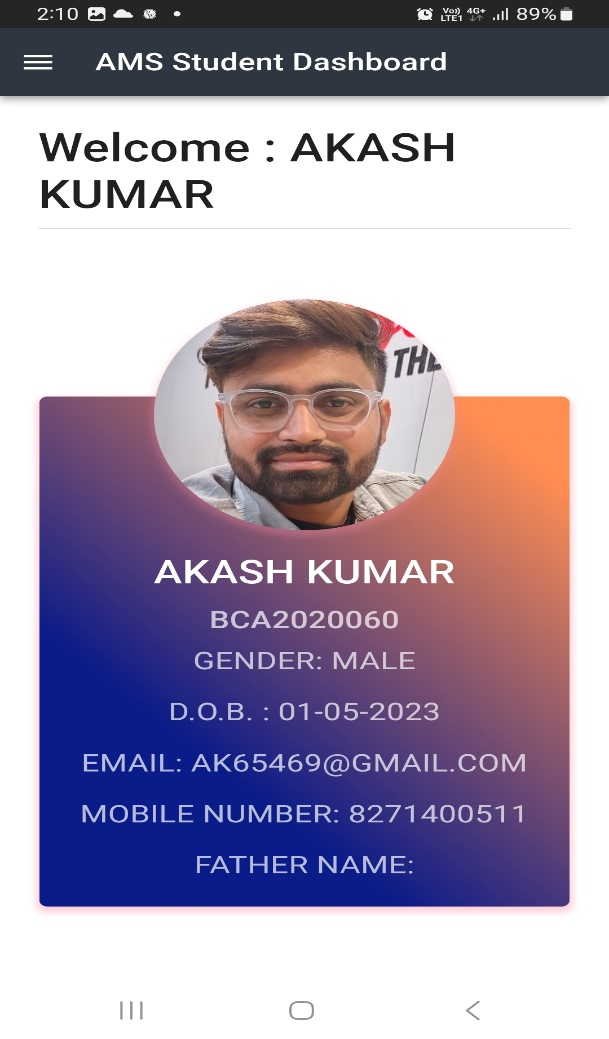 2:10 Vo)) LTE1 4G+ 89%
AMS Student Dashboard
Welcome : AKASH
KUMAR
THE
AKASH KUMAR
BCA2020060
GENDER: MALE
D.O.B. : 01-05-2023
EMAIL: AK65469@GMAIL.COM
MOBILE NUMBER: 8271400511
FATHER NAME: